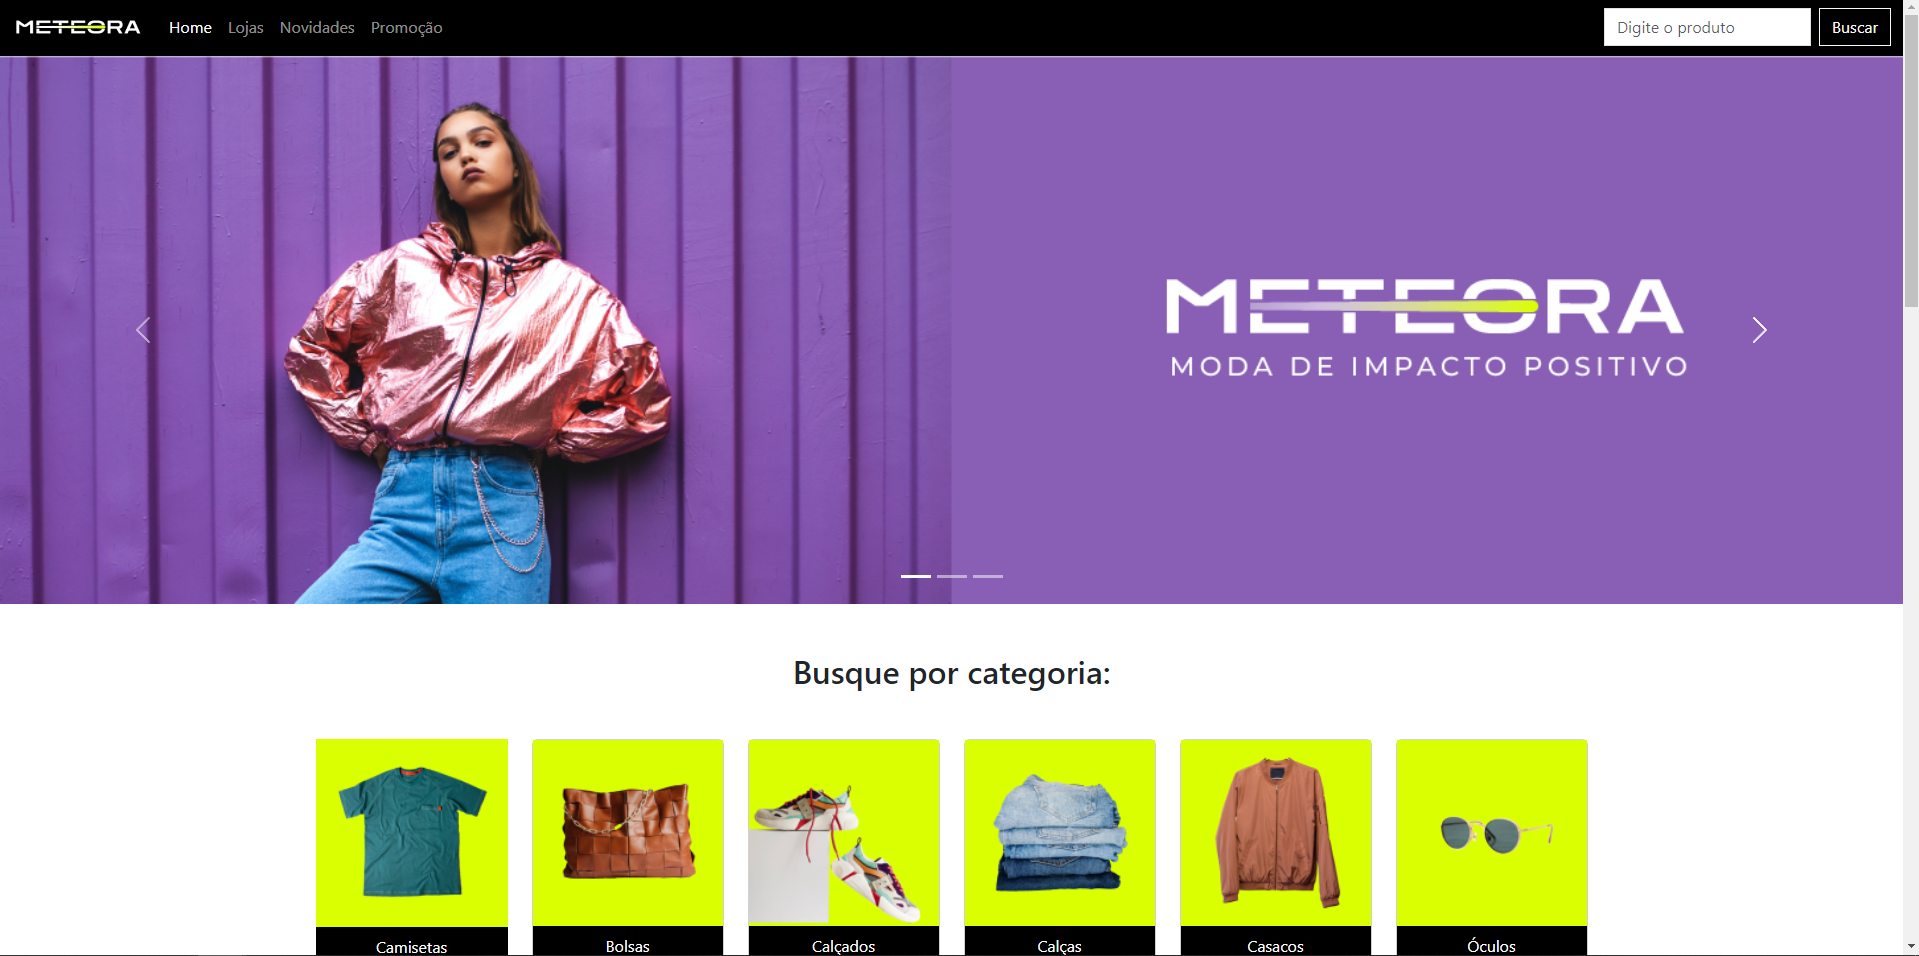 METEORA
Home Lojas Novidades Promoção
Digite o produto
Buscar
METEORA
MODA DE IMPACTO POSITIVO
Busque por categoria:
Camisetas
Bolsas
Calçados
Calças
Casacos
Óculos